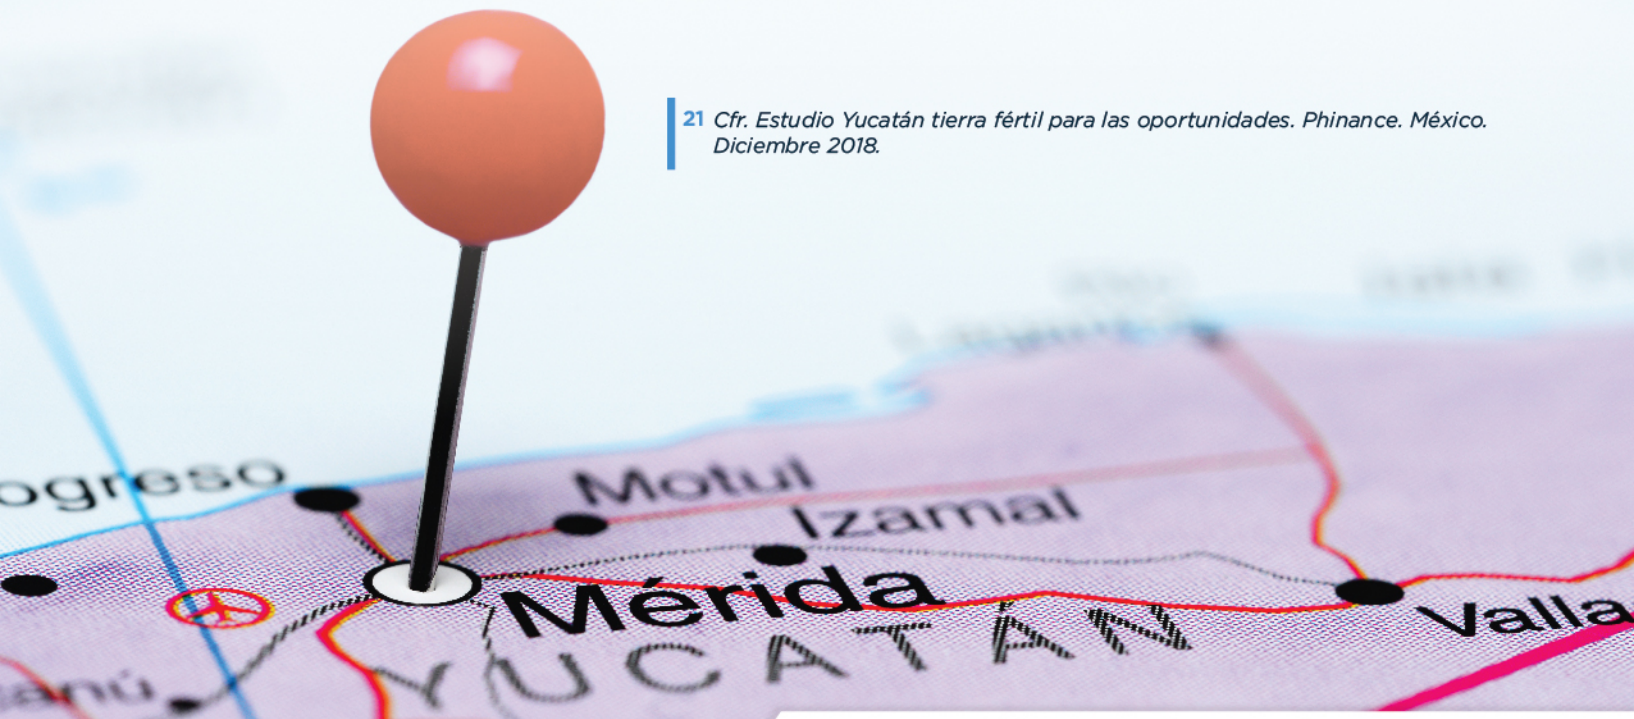 21 Cfr. Estudio Yucatán tierra fértil para las oportunidades. Phinance. México.
Diciembre 2018.
ogreso
Motul
Izamal
Mérida
Valla
YUCATÁN
anú